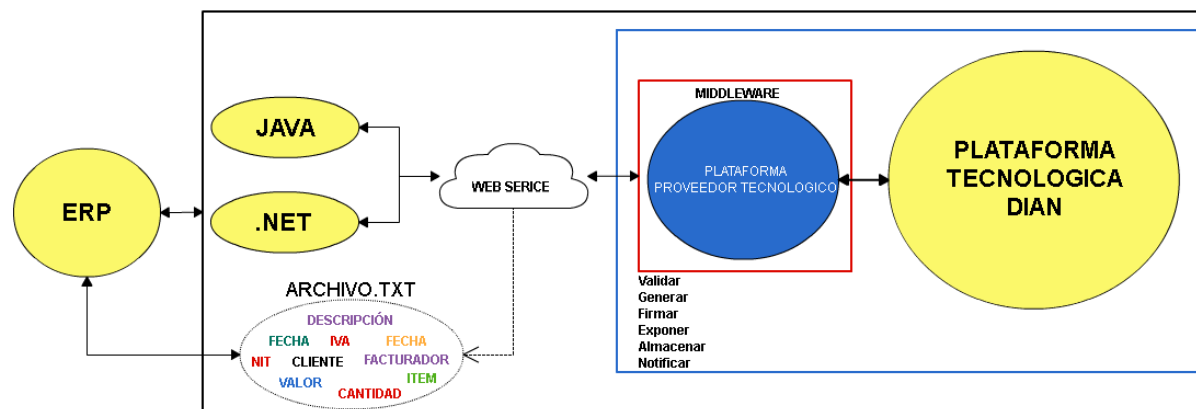 ERP
JAVA
.NET
WEB SERICE
MIDDLEWARE
PLATAFORMA
PROVEEDOR TECNOLOGICO
PLATAFORMA
TECNOLOGICA
DIAN
Validar
Generar
Firmar
Exponer
Almacenar
Notificar
ARCHIVO.TXT
DESCRIPCIÓN
FECHA IVA FECHA
NIT CLIENTE FACTURADOR
VALOR ITEM
CANTIDAD